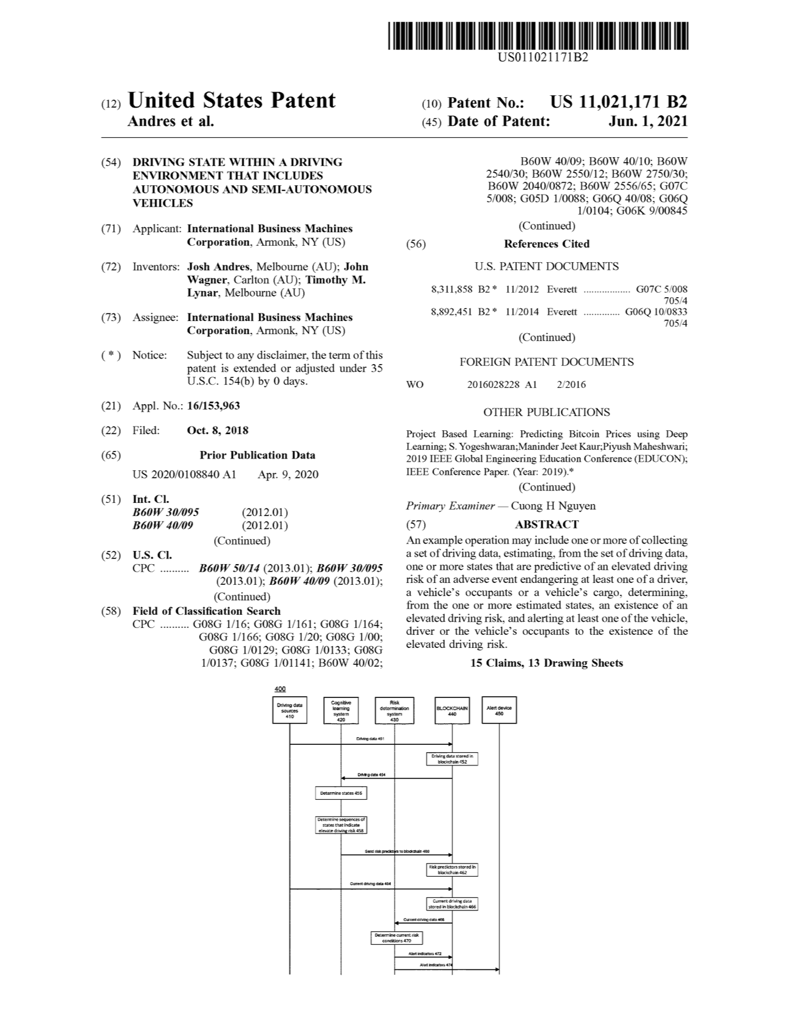 US011021171B2
(12) United States Patent
Andres et al.
(10) Patent No.: US 11,021,171 B2
(45) Date of Patent: Jun. 1, 2021
(54) DRIVING STATE WITHIN A DRIVING
ENVIRONMENT THAT INCLUDES
AUTONOMOUS AND SEMI-AUTONOMOUS
VEHICLES
(71) Applicant: International Business Machines
Corporation, Armonk, NY (US)
(72) Inventors: Josh Andres, Melbourne (AU); John
Wagner, Carlton (AU); Timothy M.
Lynar, Melbourne (AU)
(73) Assignee: International Business Machines
Corporation, Armonk, NY (US)
( * ) Notice: Subject to any disclaimer, the term of this
patent is extended or adjusted under 35
U.S.C. 154(b) by 0 days.
(21) Appl. No.: 16/153,963
(22) Filed: Oct. 8, 2018
(65) Prior Publication Data
US 2020/0108840 A1 Apr. 9, 2020
(51) Int. Cl.
B60W 30/095 (2012.01)
B60W 40/09 (2012.01)
(Continued)
(52) U.S. Cl.
CPC .......... B60W 50/14 (2013.01); B60W 30/095
(2013.01); B60W 40/09 (2013.01);
(Continued)
(58) Field of Classification Search
CPC .......... G08G 1/16; G08G 1/161; G08G 1/164;
G08G 1/166; G08G 1/20; G08G 1/00;
G08G 1/0129; G08G 1/0133; G08G
1/0137; G08G 1/01141; B60W 40/02;
B60W 40/09; B60W 40/10; B60W
2540/30; B60W 2550/12; B60W 2750/30;
B60W 2040/0872; B60W 2556/65; G07C
5/008; G05D 1/0088; G06Q 40/08; G06Q
1/0104; G06K 9/00845
(Continued)
(56) References Cited
U.S. PATENT DOCUMENTS
8,311,858 B2 * 11/2012 Everett ................. G07C 5/008
705/4
8,892,451 B2 * 11/2014 Everett ............. G06Q 10/0833
705/4
(Continued)
FOREIGN PATENT DOCUMENTS
WO 2016028228 A1 2/2016
OTHER PUBLICATIONS
Project Based Learning: Predicting Bitcoin Prices using Deep
Learning; S. Yogeshwaran;Maninder Jeet Kaur;Piyush Maheshwari;
2019 IEEE Global Engineering Education Conference (EDUCON);
IEEE Conference Paper. (Year: 2019).*
(Continued)
Primary Examiner — Cuong H Nguyen
(57) ABSTRACT
An example operation may include one or more of collecting
a set of driving data, estimating, from the set of driving data,
one or more states that are predictive of an elevated driving
risk of an adverse event endangering at least one of a driver,
a vehicle's occupants or a vehicle's cargo, determining,
from the one or more estimated states, an existence of an
elevated driving risk, and alerting at least one of the vehicle,
driver or the vehicle's occupants to the existence of the
elevated driving risk.
15 Claims, 13 Drawing Sheets
400
Driving data
sources
410
Cognitive
learning
system
420
Risk
determination
system
430
BLOCKCHAIN
440
Alert device
450
Driving data 451
Driving data stored in
blockchain 452
Driving data 454
Determine states 456
Determine sequences of
states that indicate
elevate driving risk 458
Send risk predictors to blockchain 460
Risk predictors stored in
blockchain 462
Current driving data 464
Current driving data
stored in blockchain 466
Current driving data 468
Determine current risk
conditions 470
Alert indicators 472
Alert indicators 474